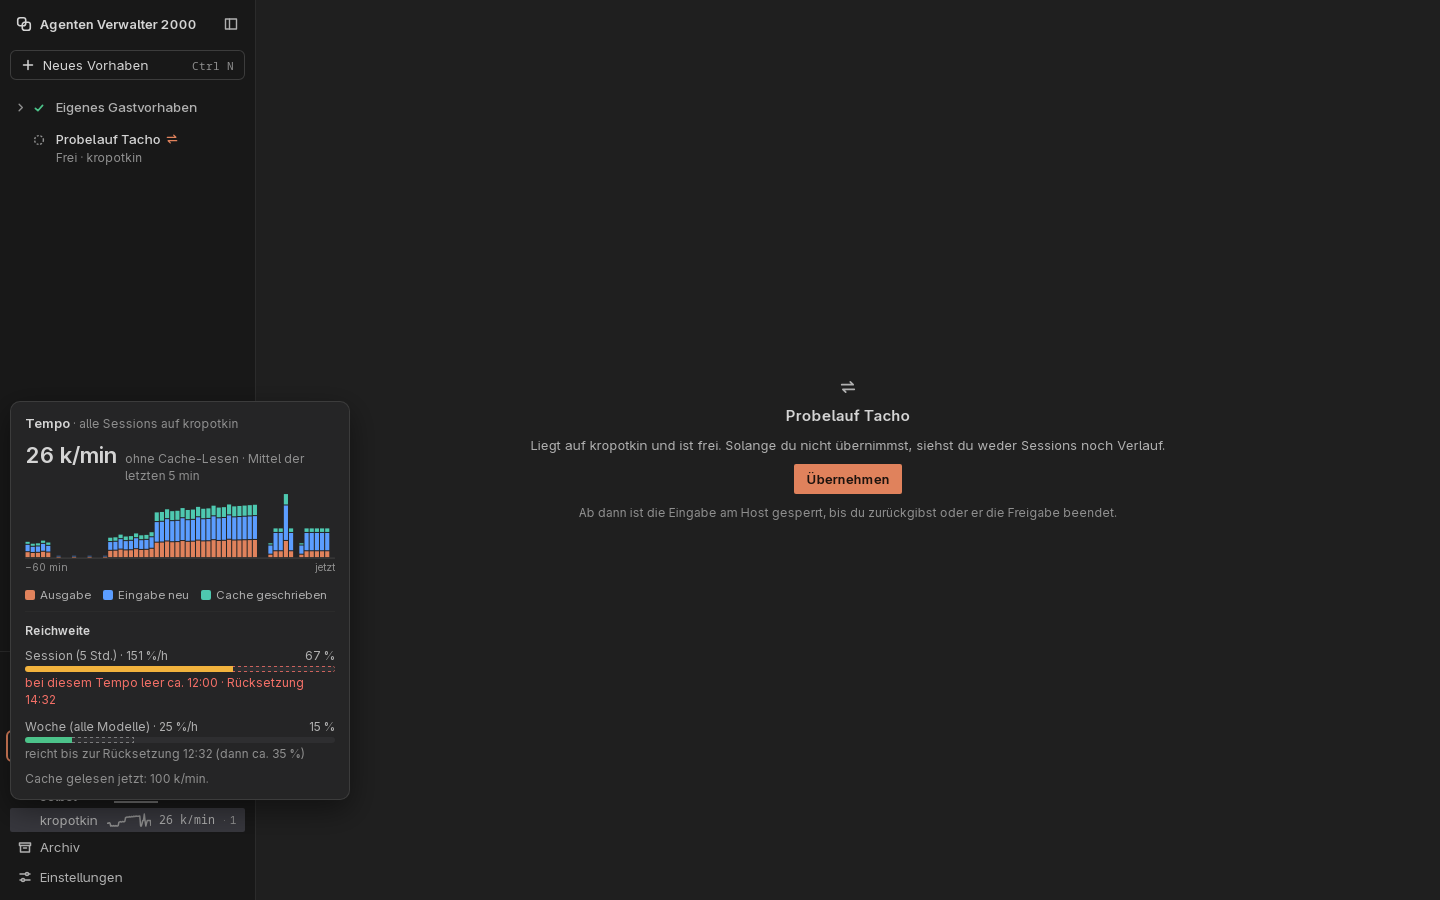 Agenten Verwalter 2000
Neues Vorhaben Ctrl N
Eigenes Gastvorhaben
Probelauf Tacho
Frei · kropotkin
Tempo · alle Sessions auf kropotkin
26 k/min ohne Cache-Lesen · Mittel der
letzten 5 min
−60 min jetzt
Ausgabe Eingabe neu Cache geschrieben
Reichweite
Session (5 Std.) · 151 %/h 67 %
bei diesem Tempo leer ca. 12:00 · Rücksetzung
14:32
Woche (alle Modelle) · 25 %/h 15 %
reicht bis zur Rücksetzung 12:32 (dann ca. 35 %)
Cache gelesen jetzt: 100 k/min.
kropotkin 26 k/min · 1
Archiv
Einstellungen
Probelauf Tacho
Liegt auf kropotkin und ist frei. Solange du nicht übernimmst, siehst du weder Sessions noch Verlauf.
Übernehmen
Ab dann ist die Eingabe am Host gesperrt, bis du zurückgibst oder er die Freigabe beendet.